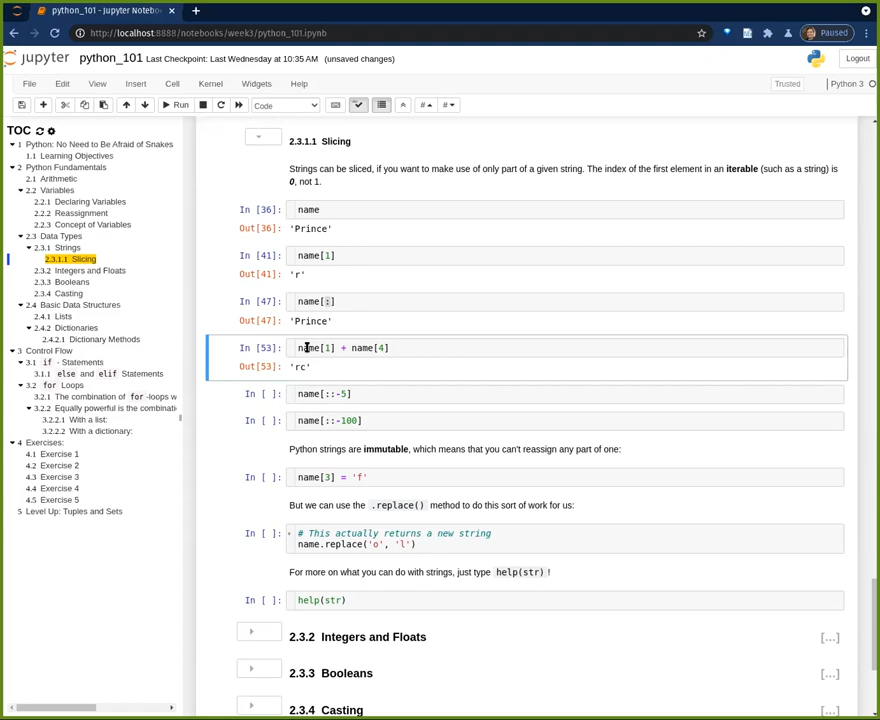 python_101 - Jupyter Notebo
http://localhost:8888/notebooks/week3/python_101.ipynb
Paused
jupyter python_101 Last Checkpoint: Last Wednesday at 10:35 AM (unsaved changes)
Logout
File Edit View Insert Cell Kernel Widgets Help
Trusted
Python 3
Run
Code
TOC
1 Python: No Need to Be Afraid of Snakes
1.1 Learning Objectives
2 Python Fundamentals
2.1 Arithmetic
2.2 Variables
2.2.1 Declaring Variables
2.2.2 Reassignment
2.2.3 Concept of Variables
2.3 Data Types
2.3.1 Strings
2.3.1.1 Slicing
2.3.2 Integers and Floats
2.3.3 Booleans
2.3.4 Casting
2.4 Basic Data Structures
2.4.1 Lists
2.4.2 Dictionaries
2.4.2.1 Dictionary Methods
3 Control Flow
3.1 if - Statements
3.1.1 else and elif Statements
3.2 for Loops
3.2.1 The combination of for -loops w
3.2.2 Equally powerful is the combinati
3.2.2.1 With a list:
3.2.2.2 With a dictionary:
4 Exercises:
4.1 Exercise 1
4.2 Exercise 2
4.3 Exercise 3
4.4 Exercise 4
4.5 Exercise 5
5 Level Up: Tuples and Sets
2.3.1.1 Slicing
Strings can be sliced, if you want to make use of only part of a given string. The index of the first element in an iterable (such as a string) is
0, not 1.
In [36]: name
Out[36]: 'Prince'
In [41]: name[1]
Out[41]: 'r'
In [47]: name[:]
Out[47]: 'Prince'
In [53]: name[1] + name[4]
Out[53]: 'rc'
In [ ]: name[::-5]
In [ ]: name[::-100]
Python strings are immutable, which means that you can't reassign any part of one:
In [ ]: name[3] = 'f'
But we can use the .replace() method to do this sort of work for us:
In [ ]: # This actually returns a new string
name.replace('o', 'l')
For more on what you can do with strings, just type help(str) !
In [ ]: help(str)
2.3.2 Integers and Floats
[...]
2.3.3 Booleans
[...]
2.3.4 Casting
[...]